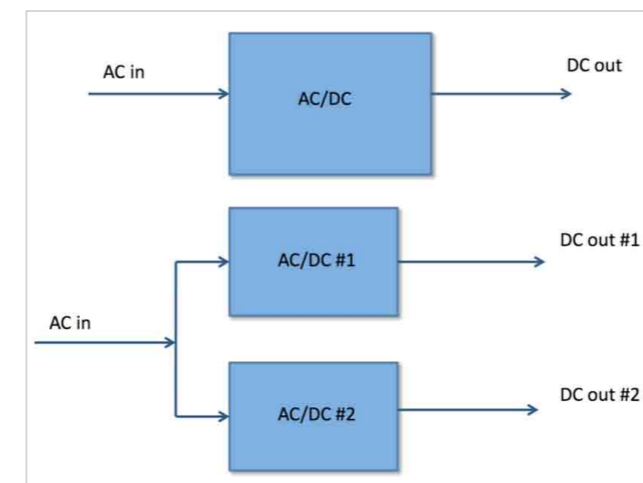 AC in
AC/DC
DC out
AC/DC #1
DC out #1
AC in
AC/DC #2
DC out #2